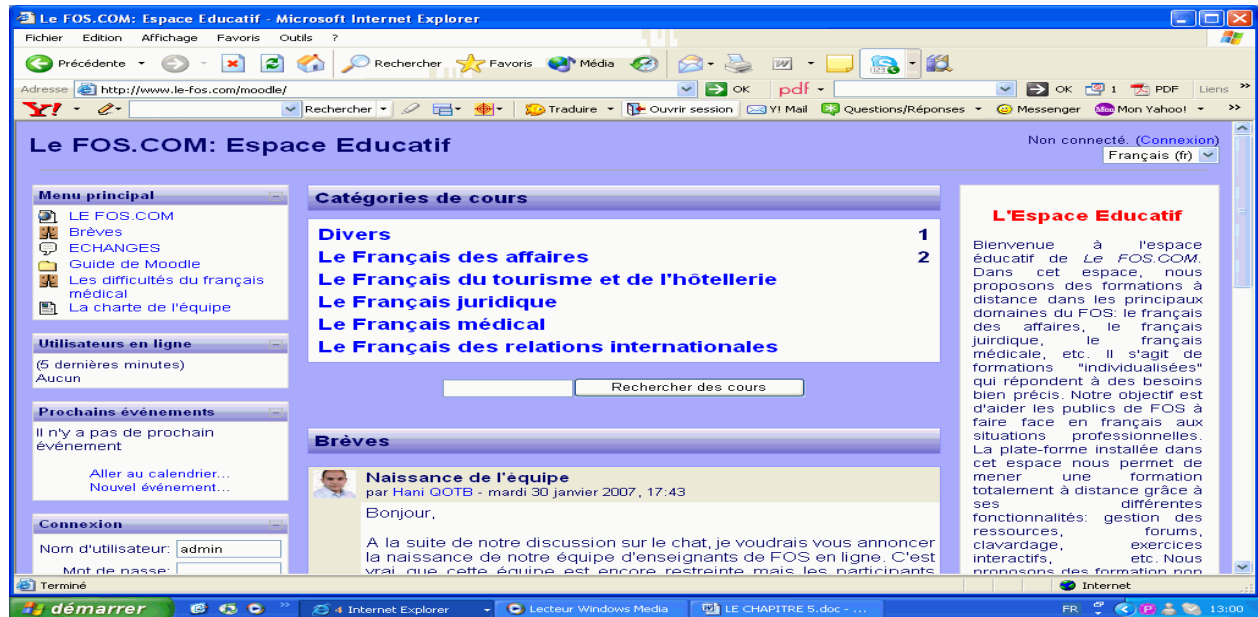 Le FOS.COM: Espace Educatif - Microsoft Internet Explorer
Fichier Edition Affichage Favoris Outils ?
Précédente Rechercher Favoris Média
Adresse http://www.le-fos.com/moodle/ OK pdf OK 1 PDF Liens »
Y! Rechercher Traduire Ouvrir session Y! Mail Questions/Réponses Messenger Mon Yahoo! »
Le FOS.COM: Espace Educatif
Non connecté. (Connexion)
Français (fr)
Menu principal
LE FOS.COM
Brèves
ECHANGES
Guide de Moodle
Les difficultés du français
médical
La charte de l'équipe
Utilisateurs en ligne
(5 dernières minutes)
Aucun
Prochains événements
Il n'y a pas de prochain
événement
Aller au calendrier...
Nouvel événement...
Connexion
Nom d'utilisateur: admin
Mot de passe:
Catégories de cours
Divers 1
Le Français des affaires 2
Le Français du tourisme et de l'hôtellerie
Le Français juridique
Le Français médical
Le Français des relations internationales
Rechercher des cours
Brèves
Naissance de l'équipe
par Hani QOTB - mardi 30 janvier 2007, 17:43
Bonjour,
A la suite de notre discussion sur le chat, je voudrais vous annoncer
la naissance de notre équipe d'enseignants de FOS en ligne. C'est
vrai que cette équipe est encore restreinte mais les participants
L'Espace Educatif
Bienvenue à l'espace
éducatif de Le FOS.COM.
Dans cet espace, nous
proposons des formations à
distance dans les principaux
domaines du FOS: le français
des affaires, le français
juirdique, le français
médicale, etc. Il s'agit de
formations "individualisées"
qui répondent à des besoins
bien précis. Notre objectif est
d'aider les publics de FOS à
faire face en français aux
situations professionnelles.
La plate-forme installée dans
cet espace nous permet de
mener une formation
totalement à distance grâce à
ses différentes
fonctionnalités: gestion des
ressources, forums,
clavardage, exercices
interactifs, etc. Nous
proposons des formation non
Terminé Internet
démarrer » 4 Internet Explorer Lecteur Windows Media LE CHAPITRE 5.doc - ... FR 13:00